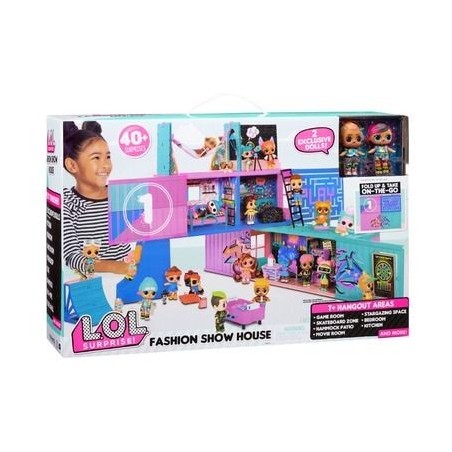 40+
SURPRISES
2
EXCLUSIVE
DOLLS!
FOLD UP & TAKE
ON-THE-GO
1
7+ HANGOUT AREAS
• GAME ROOM
• SKATEBOARD ZONE
• HAMMOCK PATIO
• MOVIE ROOM
• STARGAZING SPACE
• BEDROOM
• KITCHEN
AND MORE!
L.O.L.
SURPRISE!
FASHION SHOW HOUSE